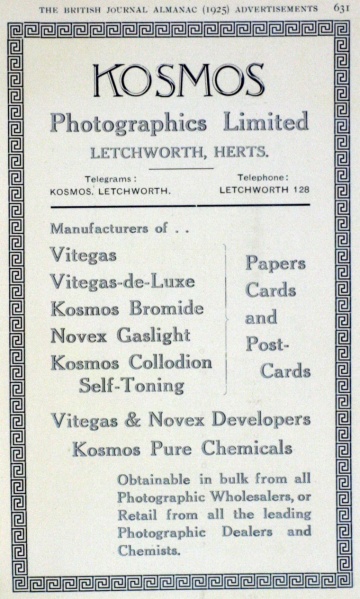 THE BRITISH JOURNAL ALMANAC (1925) ADVERTISEMENTS 631
KOSMOS
Photographics Limited
LETCHWORTH, HERTS.
Telegrams:
KOSMOS. LETCHWORTH.
Telephone:
LETCHWORTH 128
Manufacturers of . .
Vitegas
Vitegas-de-Luxe
Kosmos Bromide
Novex Gaslight
Kosmos Collodion
Self-Toning
Papers
Cards
and
Post-
Cards
Vitegas & Novex Developers
Kosmos Pure Chemicals
Obtainable in bulk from all
Photographic Wholesalers, or
Retail from all the leading
Photographic Dealers and
Chemists.